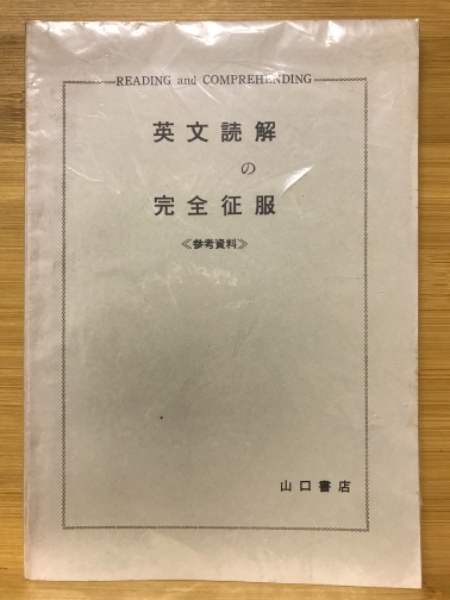 READING and COMPREHENDING
英文読解
の
完全征服
≪参考資料≫
山口書店